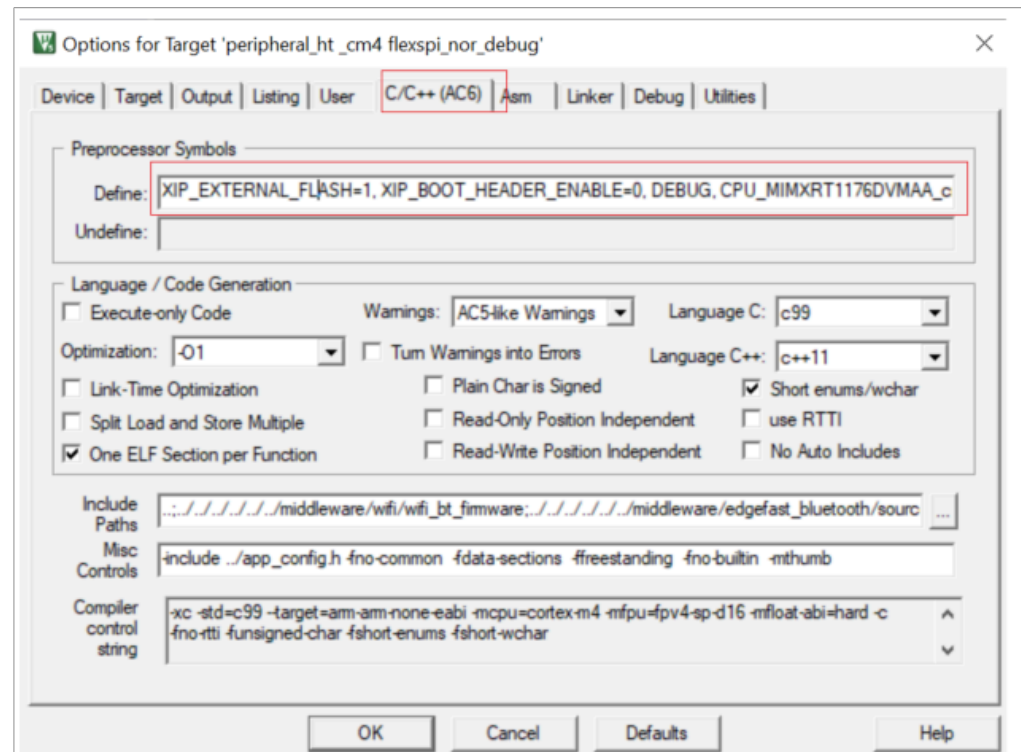 Options for Target 'peripheral_ht _cm4 flexspi_nor_debug'
Device Target Output Listing User C/C++ (AC6) Asm Linker Debug Utilities
Preprocessor Symbols
Define: XIP_EXTERNAL_FLASH=1, XIP_BOOT_HEADER_ENABLE=0, DEBUG, CPU_MIMXRT1176DVMAA_c
Undefine:
Language / Code Generation
Execute-only Code Warnings: AC5-like Warnings Language C: c99
Optimization: -O1 Turn Warnings into Errors Language C++: c++11
Link-Time Optimization Plain Char is Signed Short enums/wchar
Split Load and Store Multiple Read-Only Position Independent use RTTI
One ELF Section per Function Read-Write Position Independent No Auto Includes
Include Paths ..;../../../../../../middleware/wifi/wifi_bt_firmware;../../../../../../middleware/edgefast_bluetooth/sourc ...
Misc Controls -include ../app_config.h -fno-common -fdata-sections -ffreestanding -fno-builtin -mthumb
Compiler control string -xc -std=c99 --target=arm-arm-none-eabi -mcpu=cortex-m4 -mfpu=fpv4-sp-d16 -mfloat-abi=hard -c
-fno-rtti -funsigned-char -fshort-enums -fshort-wchar
OK Cancel Defaults Help